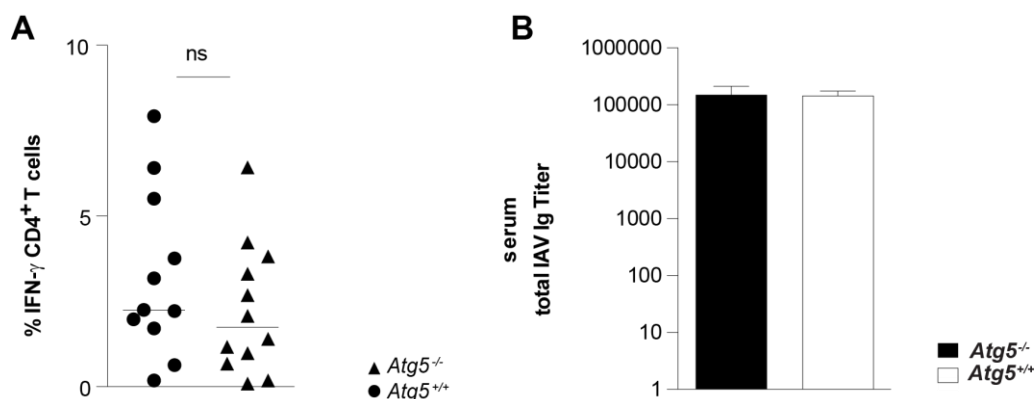 A
10
5
0
% IFN-γ CD4+ T cells
ns
Atg5-/-
Atg5+/+
B
1000000
100000
10000
1000
100
10
1
serum
total IAV Ig Titer
Atg5-/-
Atg5+/+